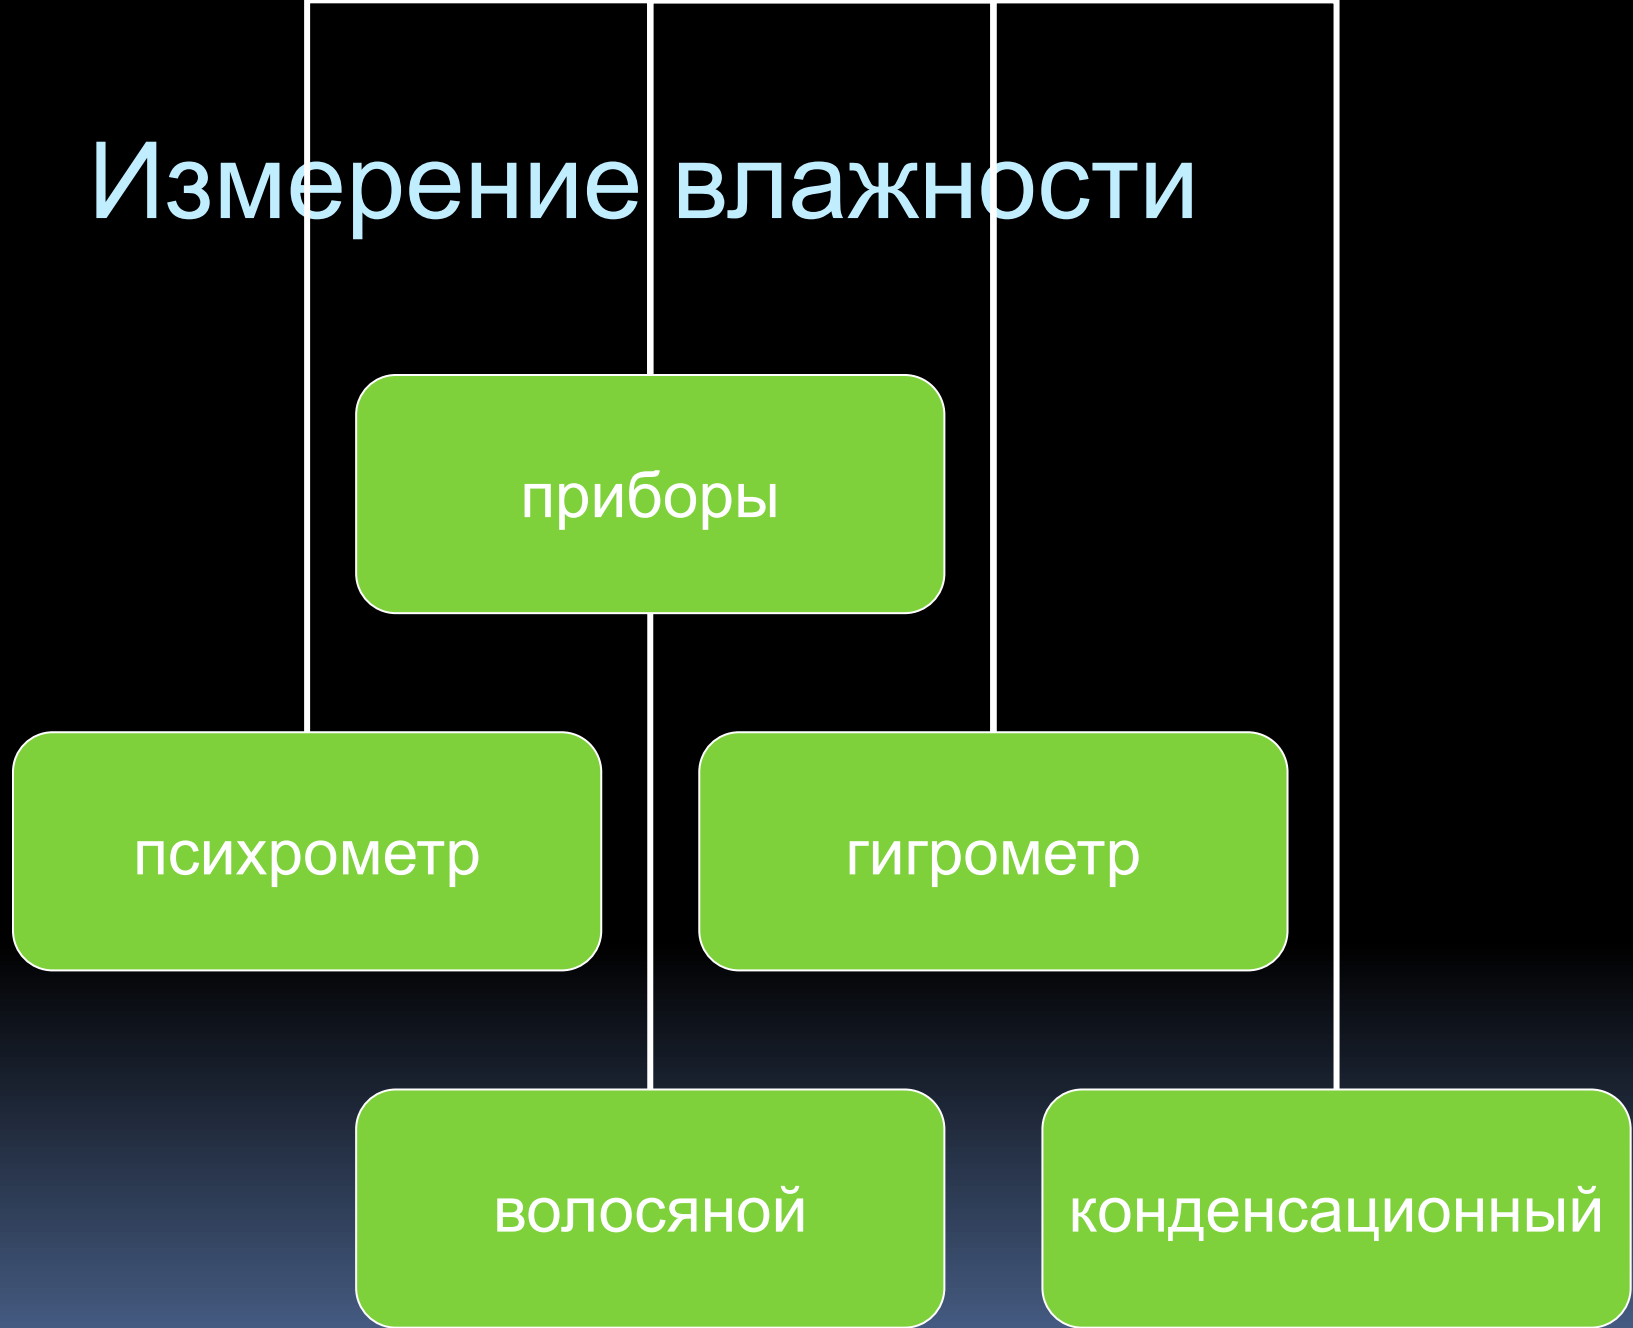 Измерение влажности
приборы
психрометр
гигрометр
волосяной
конденсационный